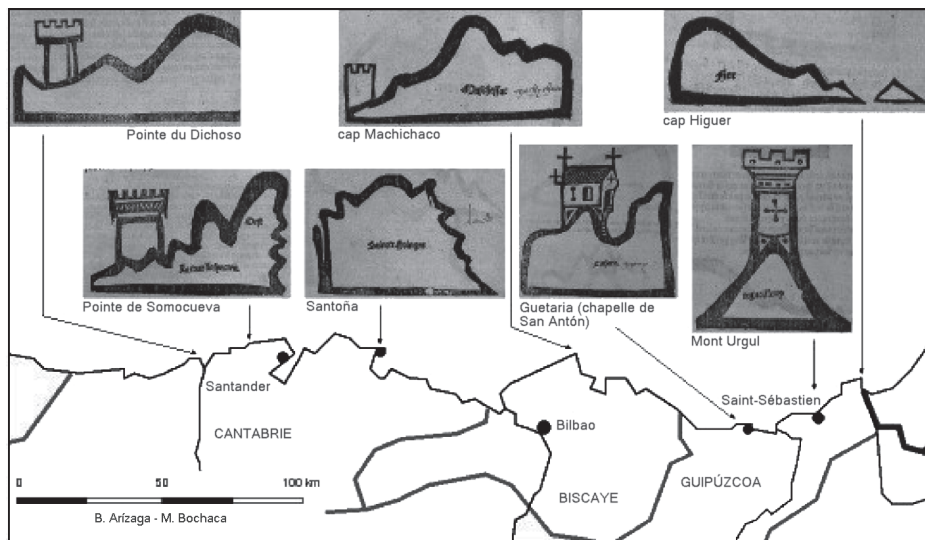 Pointe du Dichoso
cap Machichaco
cap Higuer
Pointe de Somocueva
Santoña
Guetaria (chapelle de
San Antón)
Mont Urgul
Santander
Saint-Sébastien
CANTABRIE
Bilbao
BISCAYE
GUIPÚZCOA
0 50 100 km
B. Arízaga - M. Bochaca